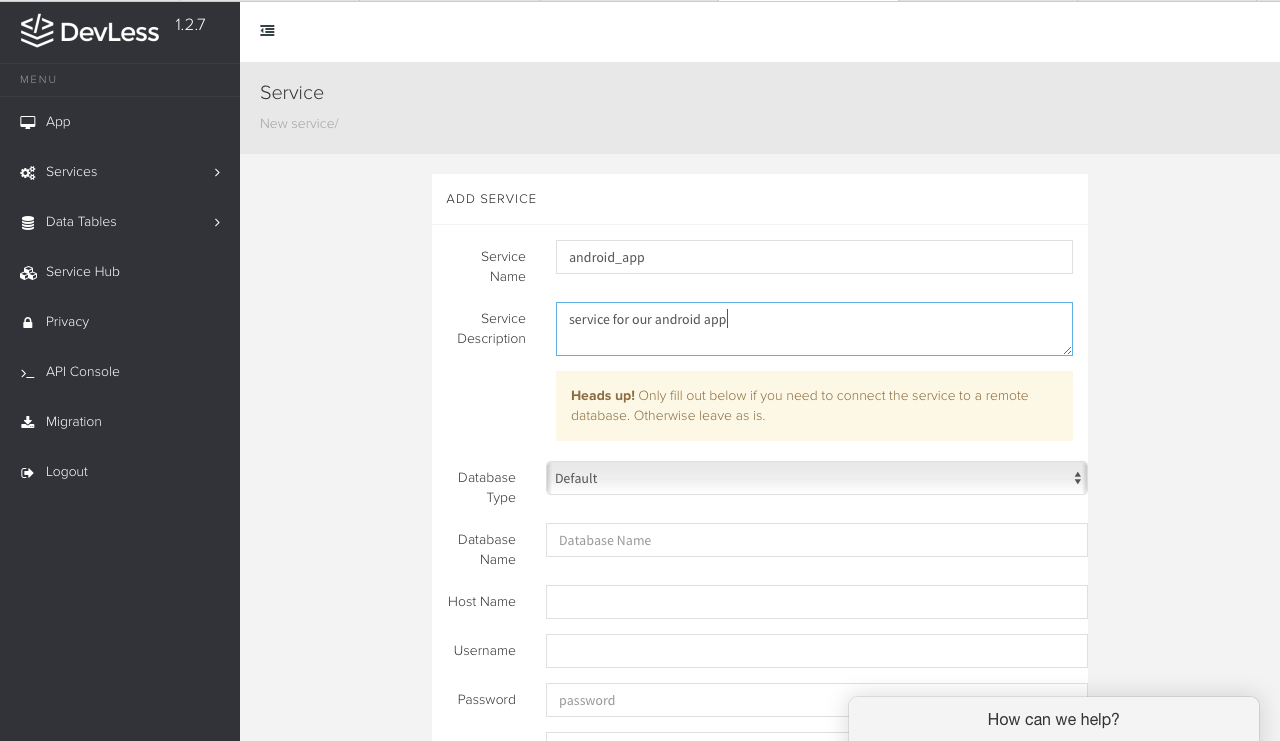 DevLess 1.2.7
MENU
App
Services
Data Tables
Service Hub
Privacy
API Console
Migration
Logout
Service
New service/
ADD SERVICE
Service
Name
android_app
Service
Description
service for our android app
Heads up! Only fill out below if you need to connect the service to a remote
database. Otherwise leave as is.
Database
Type
Default
Database
Name
Database Name
Host Name
Username
Password
password
How can we help?